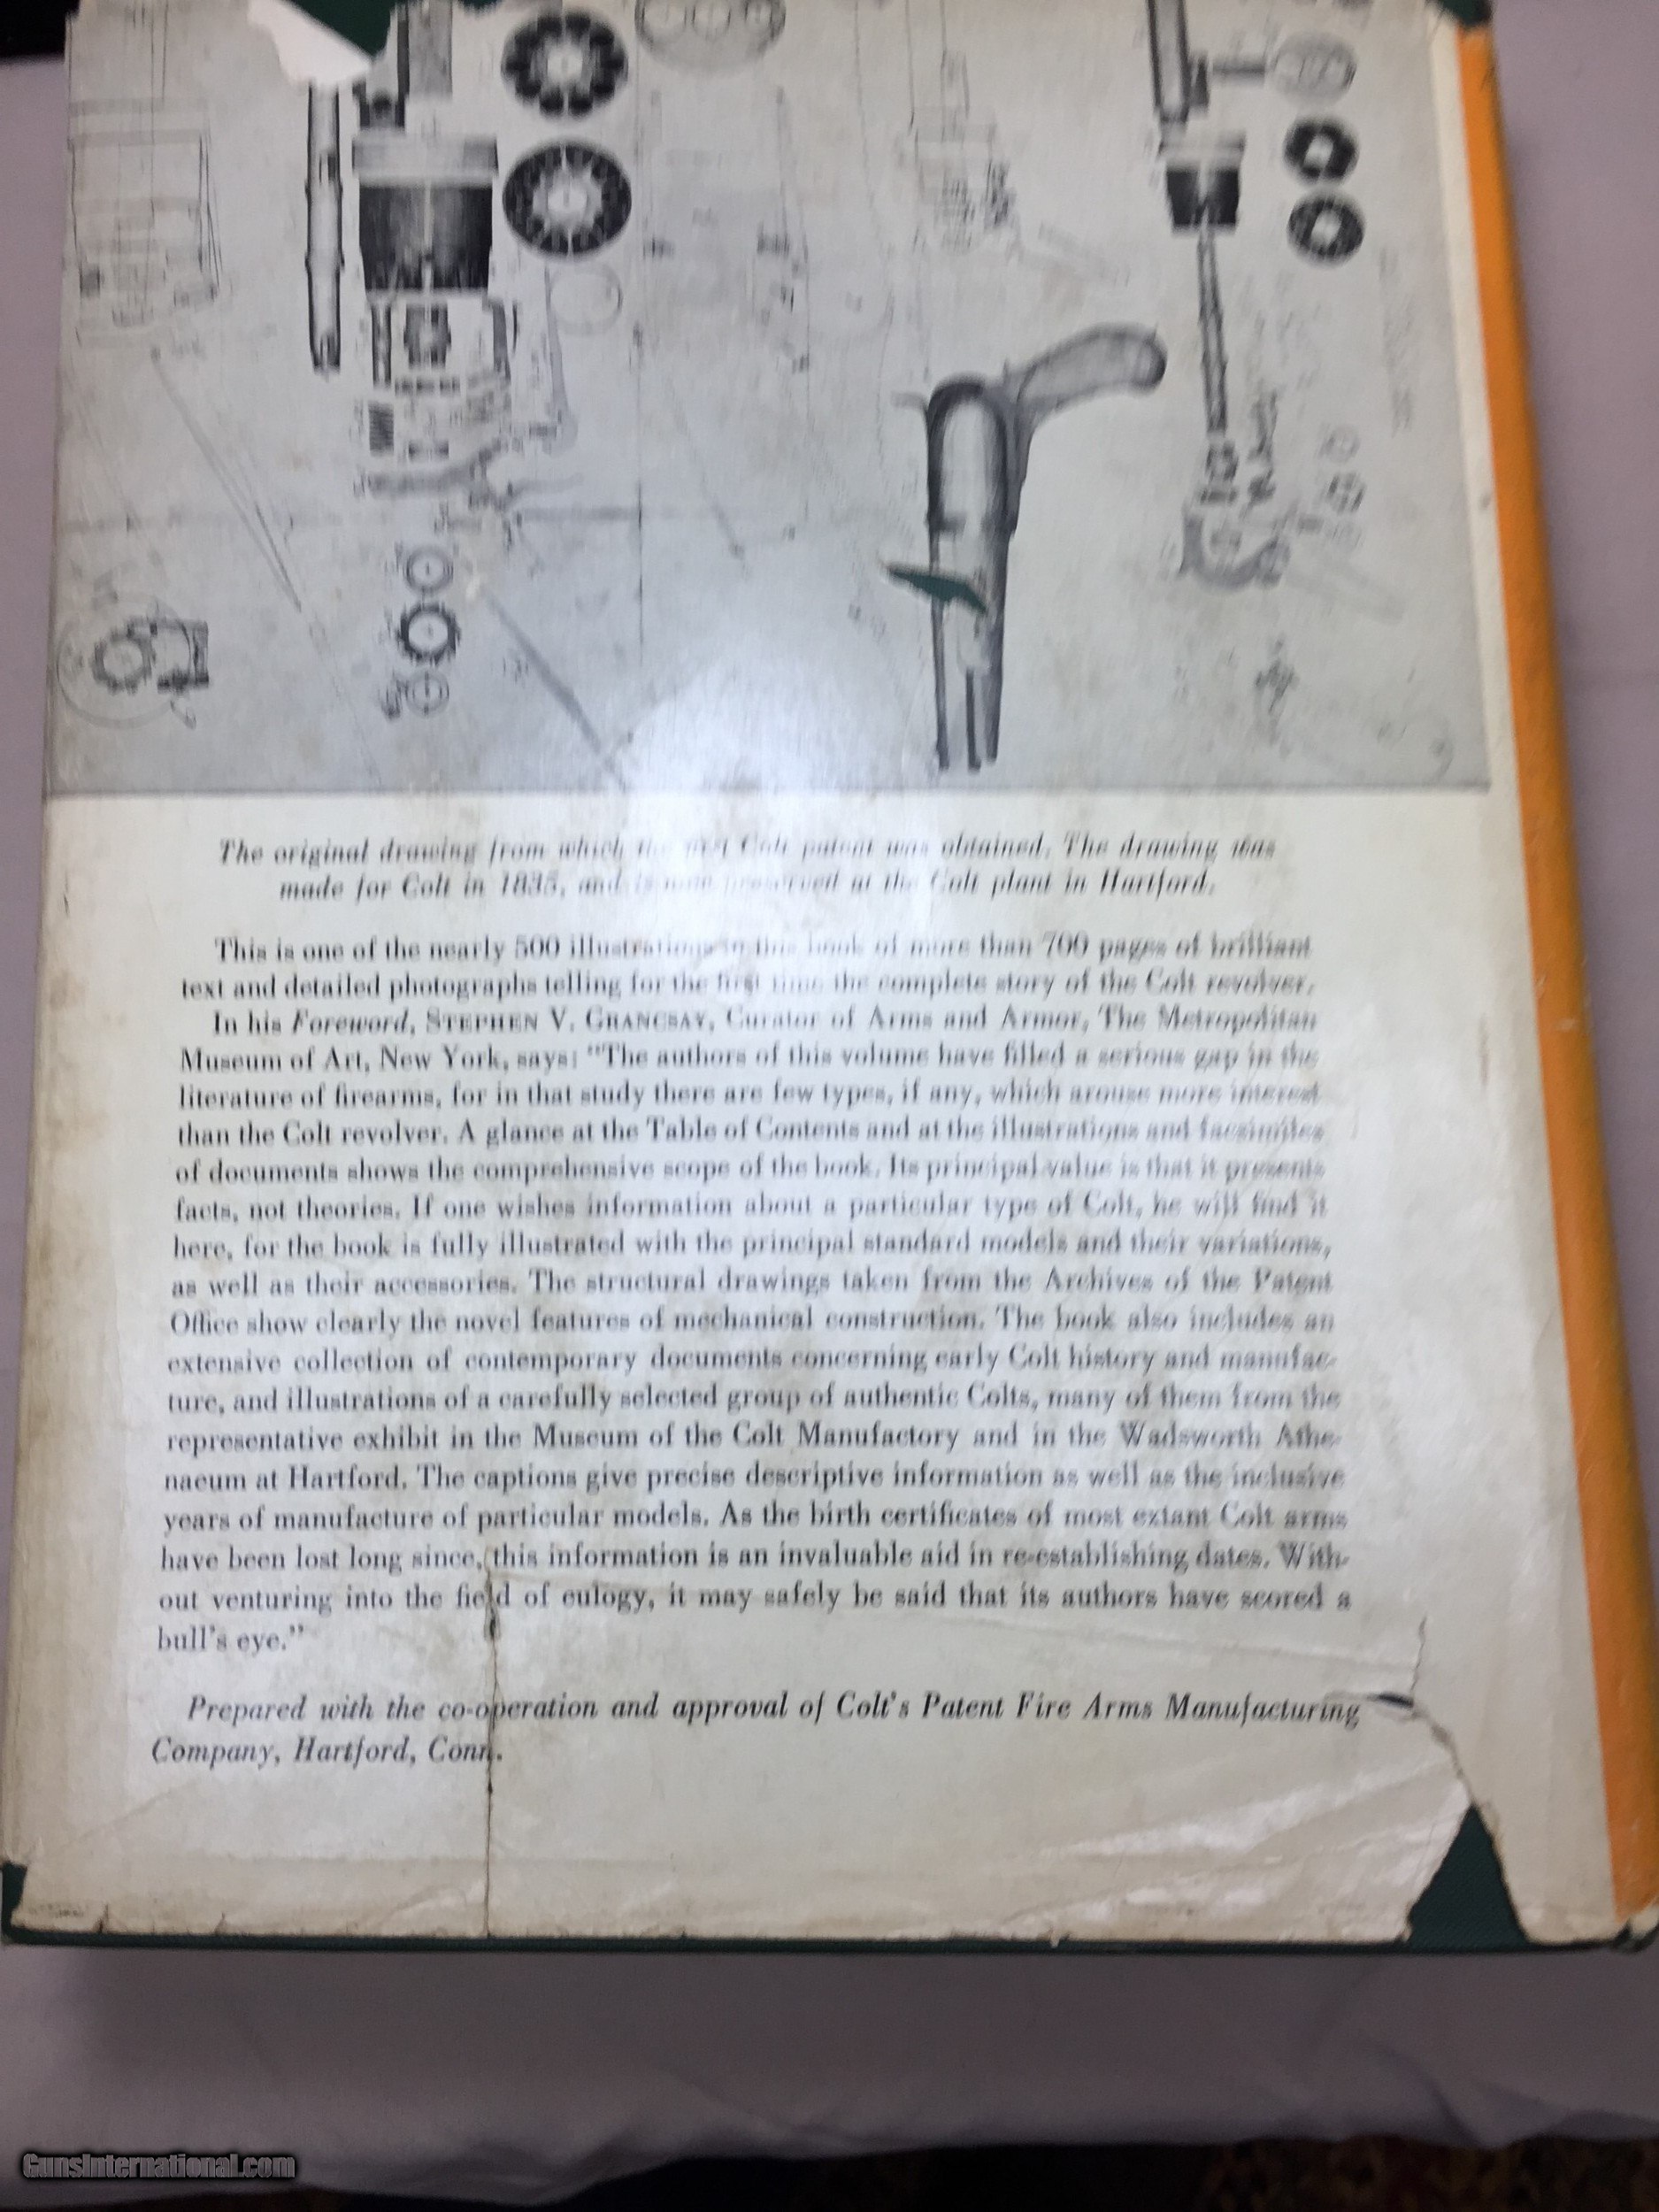 The original drawing from which the first Colt patent was obtained. The drawing was
made for Colt in 1835, and is now preserved at the Colt plant in Hartford.
This is one of the nearly 500 illustrations in this book of more than 700 pages of brilliant
text and detailed photographs telling for the first time the complete story of the Colt revolver.
In his Foreword, STEPHEN V. GRANCSAY, Curator of Arms and Armor, The Metropolitan
Museum of Art, New York, says: "The authors of this volume have filled a serious gap in the
literature of firearms, for in that study there are few types, if any, which arouse more interest
than the Colt revolver. A glance at the Table of Contents and at the illustrations and facsimiles
of documents shows the comprehensive scope of the book. Its principal value is that it presents
facts, not theories. If one wishes information about a particular type of Colt, he will find it
here, for the book is fully illustrated with the principal standard models and their variations,
as well as their accessories. The structural drawings taken from the Archives of the Patent
Office show clearly the novel features of mechanical construction. The book also includes an
extensive collection of contemporary documents concerning early Colt history and manufac-
ture, and illustrations of a carefully selected group of authentic Colts, many of them from the
representative exhibit in the Museum of the Colt Manufactory and in the Wadsworth Athe-
naeum at Hartford. The captions give precise descriptive information as well as the inclusive
years of manufacture of particular models. As the birth certificates of most extant Colt arms
have been lost long since, this information is an invaluable aid in re-establishing dates. With-
out venturing into the field of eulogy, it may safely be said that its authors have scored a
bull's eye."
Prepared with the co-operation and approval of Colt's Patent Fire Arms Manufacturing
Company, Hartford, Conn.
GunsInternational.com